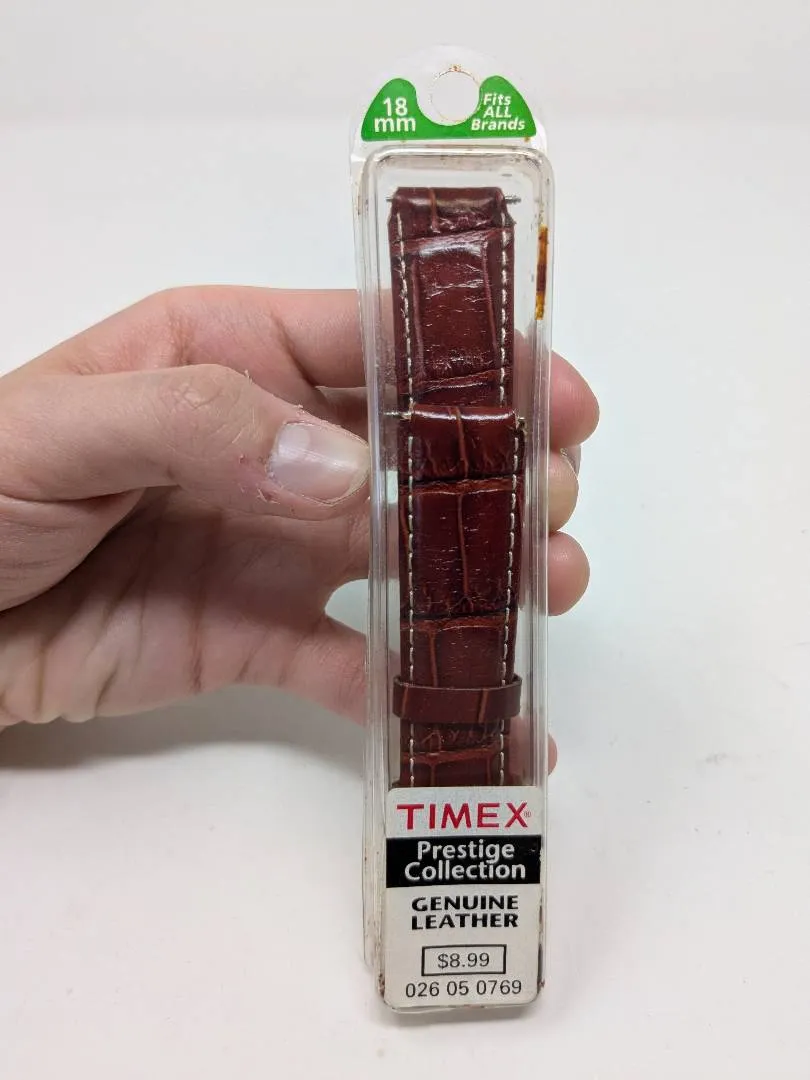 18
mm
Fits
ALL
Brands
TIMEX®
Prestige
Collection
GENUINE
LEATHER
$8.99
026 05 0769